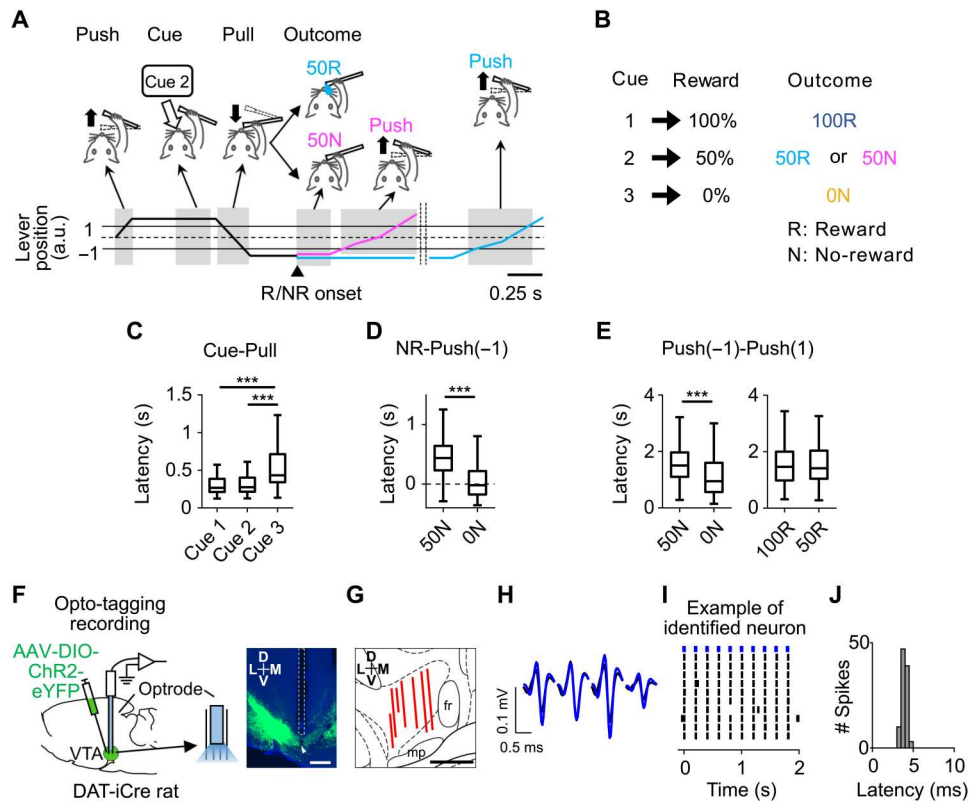 A
Push Cue Pull Outcome
Cue 2
50R
50N
Push
Push
Lever
position
(a.u.)
1
−1
R/NR onset
0.25 s
B
Cue Reward Outcome
1 100% 100R
2 50% 50R or 50N
3 0% 0N
R: Reward
N: No-reward
C
Cue-Pull
***
***
Latency (s)
1.5
1
0.5
0
Cue 1
Cue 2
Cue 3
D
NR-Push(−1)
***
Latency (s)
2
1
0
50N
0N
E
Push(−1)-Push(1)
***
Latency (s)
4
2
0
50N
0N
4
2
0
100R
50R
F
Opto-tagging
recording
AAV-DIO-
ChR2-
eYFP
Optrode
VTA
DAT-iCre rat
D
L M
V
G
D
L M
V
fr
mp
H
0.1 mV
0.5 ms
I
Example of
identified neuron
0 1 2
Time (s)
J
# Spikes
50
0
0 5 10
Latency (ms)